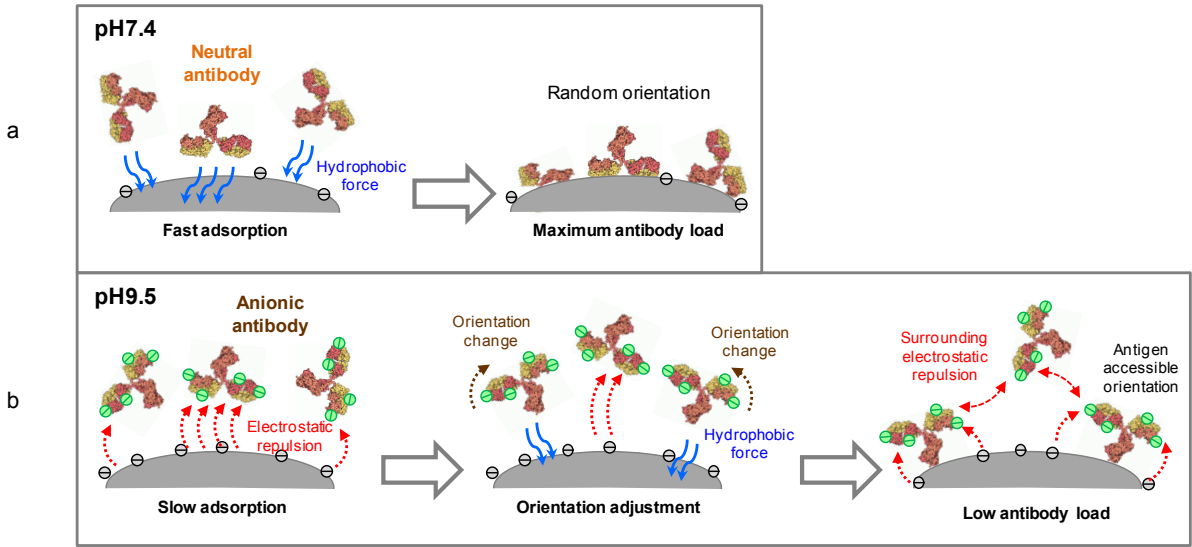 a
pH7.4
Neutral
antibody
Hydrophobic
force
Fast adsorption
Random orientation
Maximum antibody load
b
pH9.5
Anionic
antibody
Electrostatic
repulsion
Slow adsorption
Orientation
change
Orientation
change
Hydrophobic
force
Orientation adjustment
Surrounding
electrostatic
repulsion
Antigen
accessible
orientation
Low antibody load